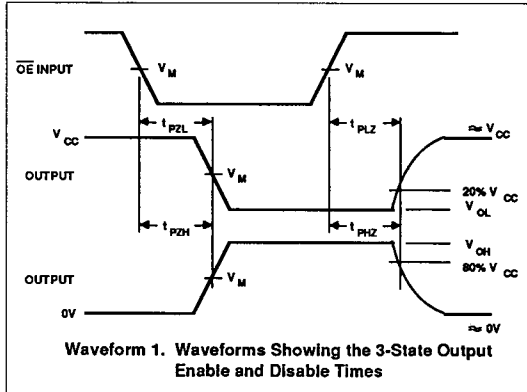 OE INPUT
V M
V M
t PZL
t PLZ
V CC
≈ V CC
OUTPUT
V M
20% V CC
V OL
t PZH
t PHZ
V OH
80% V CC
OUTPUT
V M
0V
≈ 0V
Waveform 1. Waveforms Showing the 3-State Output
Enable and Disable Times